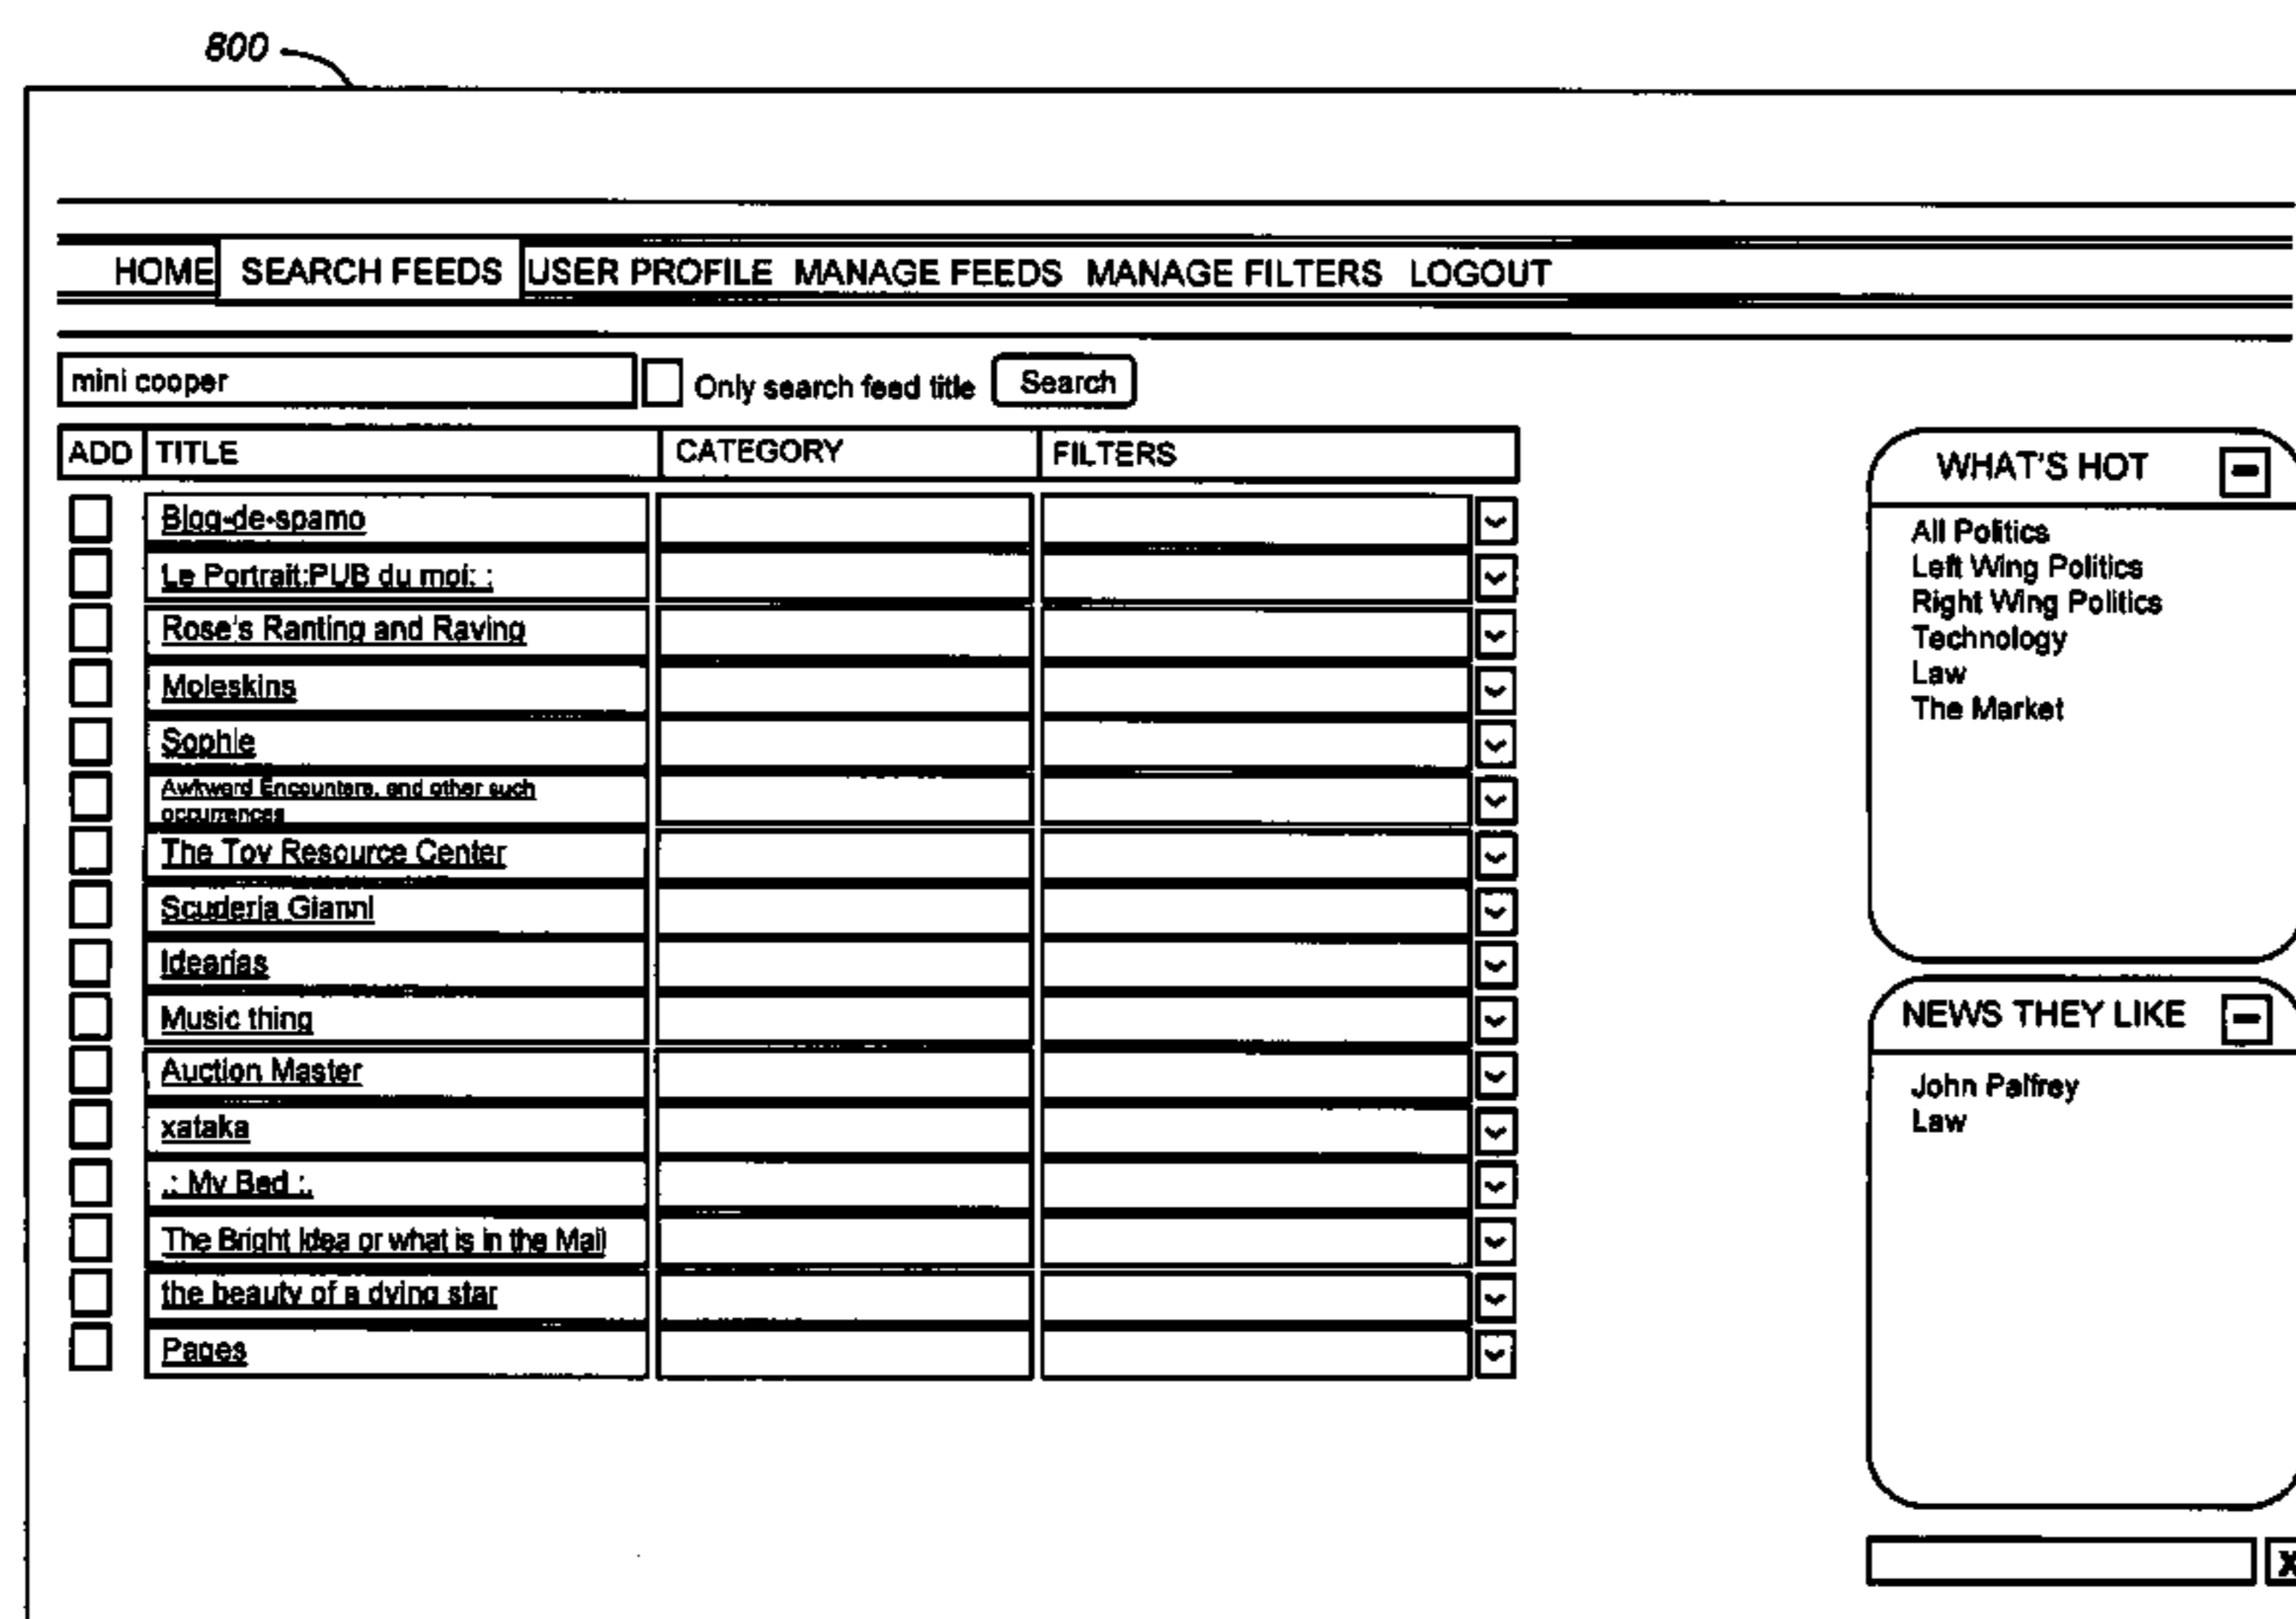 800
HOME SEARCH FEEDS USER PROFILE MANAGE FEEDS MANAGE FILTERS LOGOUT
mini cooper Only search feed title Search
ADD TITLE CATEGORY FILTERS
Blog-de-spamo
Le Portrait:PUB du moi: :
Rose's Ranting and Raving
Moleskins
Sophie
Awkward Encounters, and other such
occurrences
The Toy Resource Center
Scuderia Gianni
Idearias
Music thing
Auction Master
xataka
.: My Bed :.
The Bright Idea or what is in the Mail
the beauty of a dying star
Pages
WHAT'S HOT
All Politics
Left Wing Politics
Right Wing Politics
Technology
Law
The Market
NEWS THEY LIKE
John Palfrey
Law
X